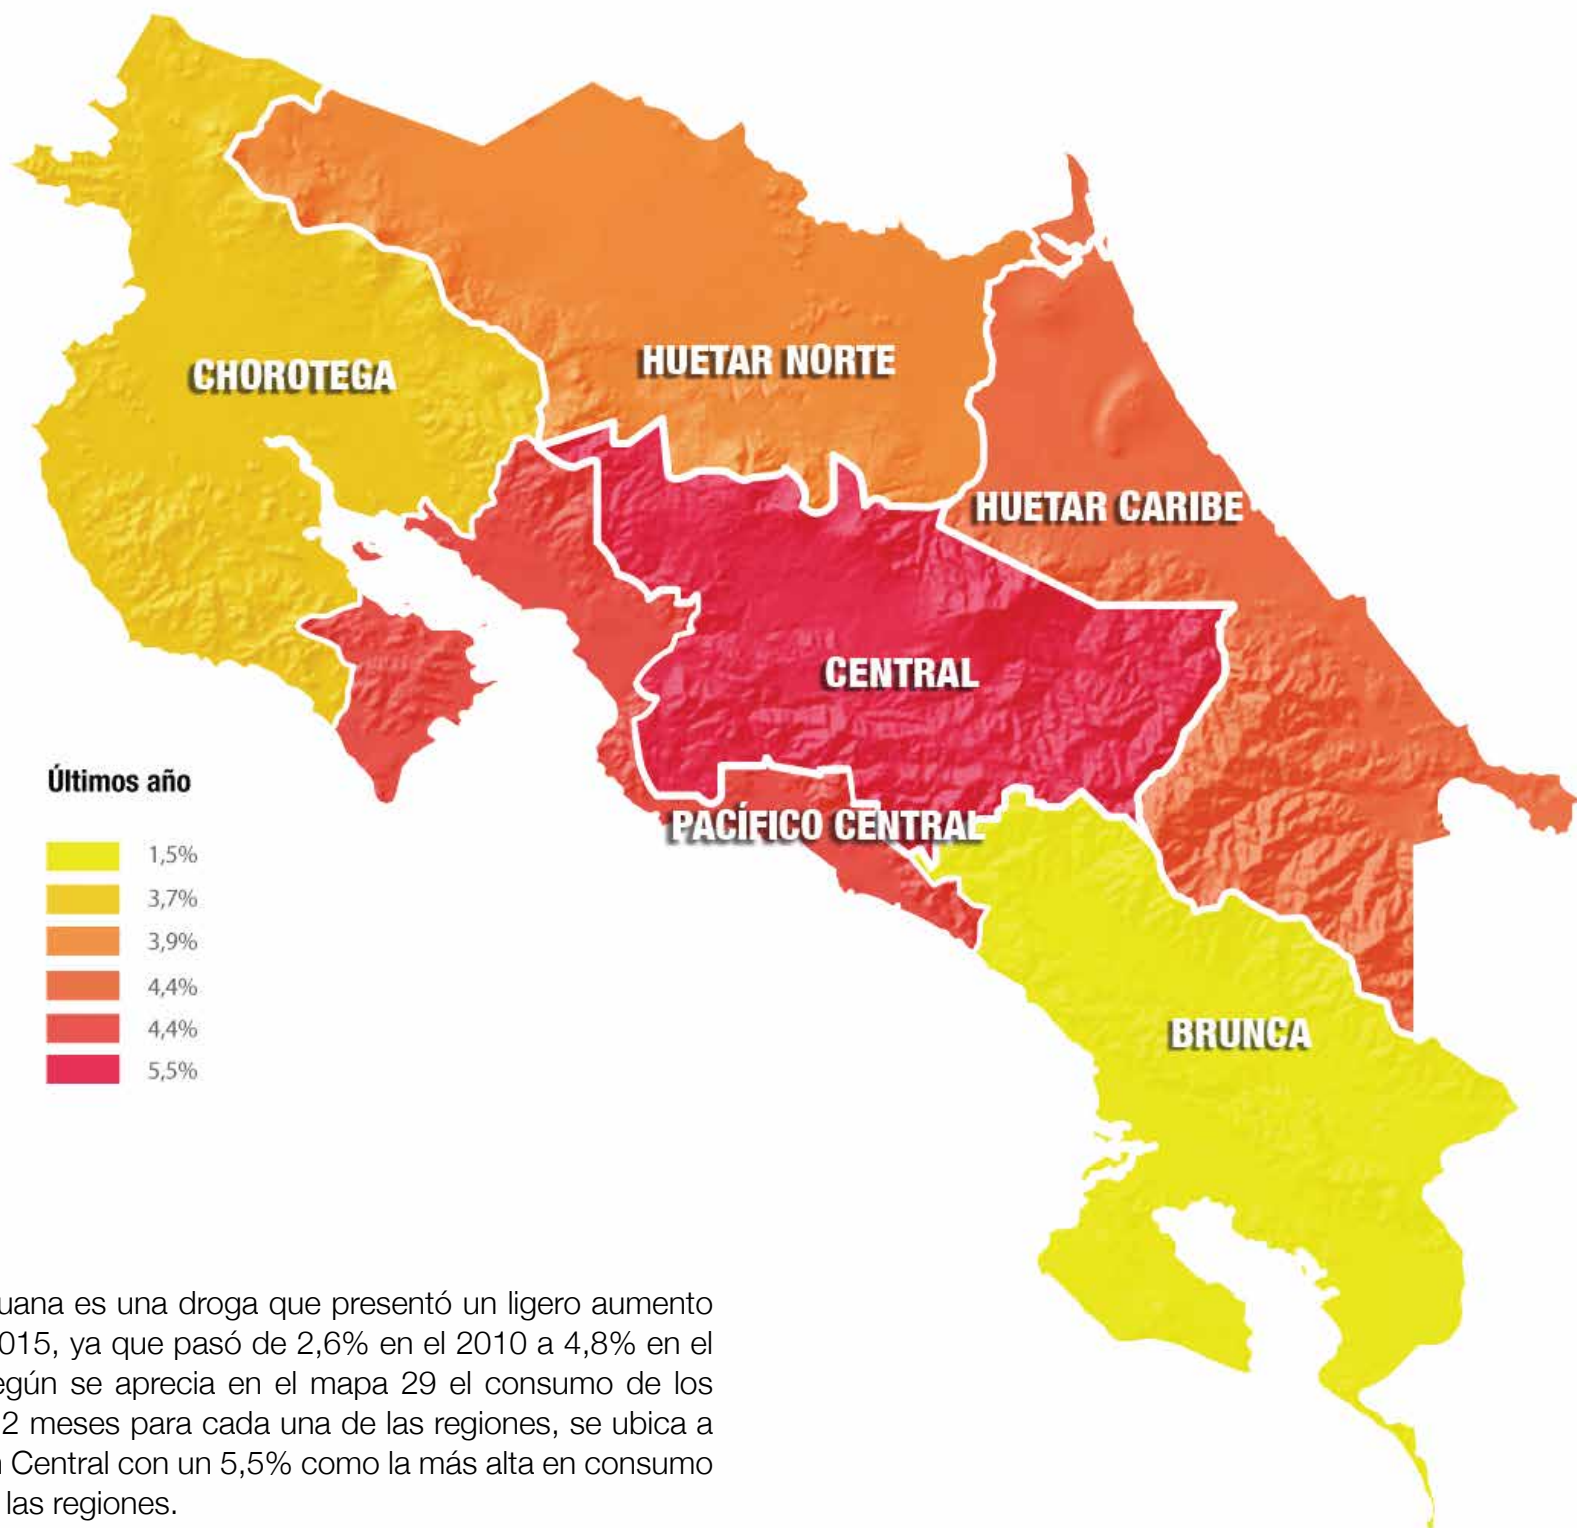 CHOROTEGA
HUETAR NORTE
HUETAR CARIBE
CENTRAL
PACÍFICO CENTRAL
BRUNCA
Últimos año
1,5%
3,7%
3,9%
4,4%
4,4%
5,5%
uana es una droga que presentó un ligero aumento
015, ya que pasó de 2,6% en el 2010 a 4,8% en el
egún se aprecia en el mapa 29 el consumo de los
2 meses para cada una de las regiones, se ubica a
n Central con un 5,5% como la más alta en consumo
las regiones.